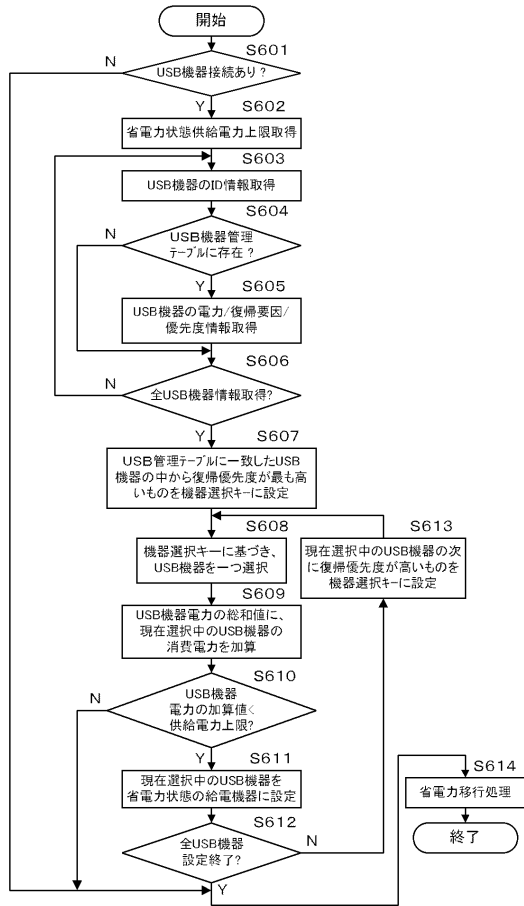 開始
S601
USB機器接続あり?
N
Y
S602
省電力状態供給電力上限取得
S603
USB機器のID情報取得
S604
USB機器管理
テーブルに存在?
N
Y
S605
USB機器の電力/復帰要因/
優先度情報取得
S606
全USB機器情報取得?
N
Y
S607
USB管理テーブルに一致したUSB
機器の中から復帰優先度が最も高
いものを機器選択キーに設定
S608
機器選択キーに基づき、
USB機器を一つ選択
S613
現在選択中のUSB機器の次
に復帰優先度が高いものを
機器選択キーに設定
S609
USB機器電力の総和値に、
現在選択中のUSB機器の
消費電力を加算
S610
USB機器
電力の加算値<
供給電力上限?
N
Y
S611
現在選択中のUSB機器を
省電力状態の給電機器に設定
S612
全USB機器
設定終了?
N
Y
S614
省電力移行処理
終了